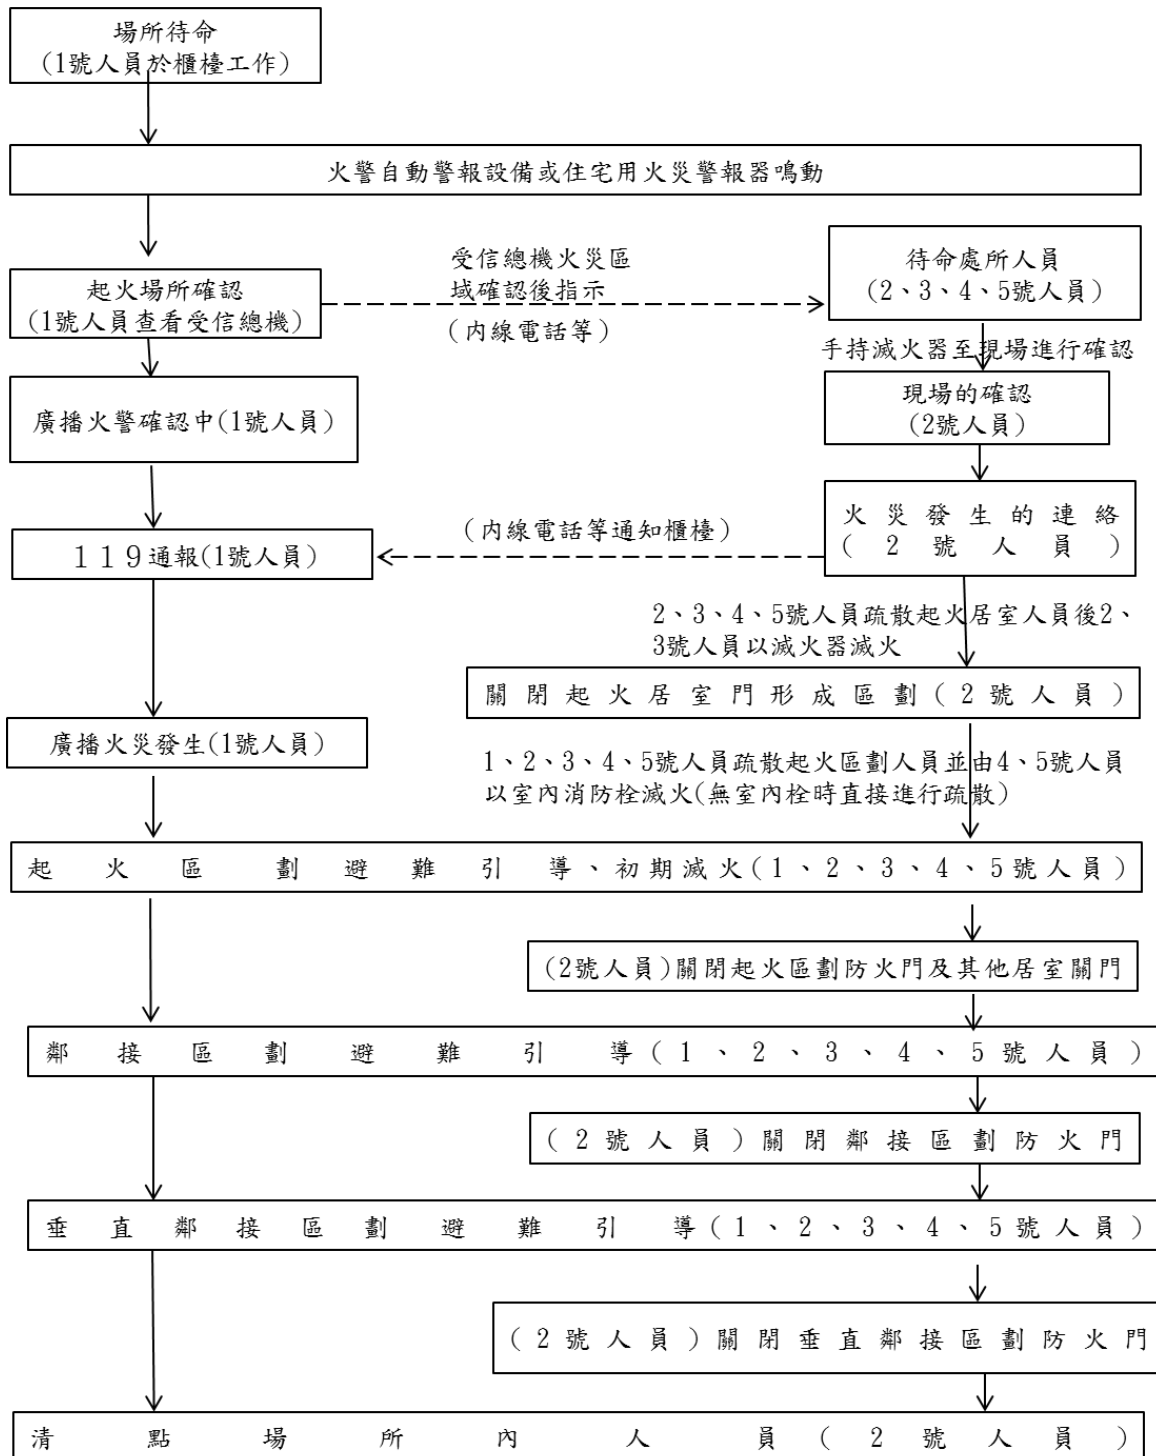 場所待命
(1號人員於櫃檯工作)
火警自動警報設備或住宅用火災警報器鳴動
起火場所確認
(1號人員查看受信總機)
受信總機火災區
域確認後指示
(內線電話等)
待命處所人員
(2、3、4、5號人員)
手持滅火器至現場進行確認
廣播火警確認中(1號人員)
現場的確認
(2號人員)
１１９通報(1號人員)
(內線電話等通知櫃檯)
火災發生的連絡
(2號人員)
2、3、4、5號人員疏散起火居室人員後2、
3號人員以滅火器滅火
關閉起火居室門形成區劃(2號人員)
廣播火災發生(1號人員)
1、2、3、4、5號人員疏散起火區劃人員並由4、5號人員
以室內消防栓滅火(無室內栓時直接進行疏散)
起火區劃避難引導、初期滅火(1、2、3、4、5號人員)
(2號人員)關閉起火區劃防火門及其他居室關門
鄰接區劃避難引導(1、2、3、4、5號人員)
(2號人員)關閉鄰接區劃防火門
垂直鄰接區劃避難引導(1、2、3、4、5號人員)
(2號人員)關閉垂直鄰接區劃防火門
清點場所內人員(2號人員)